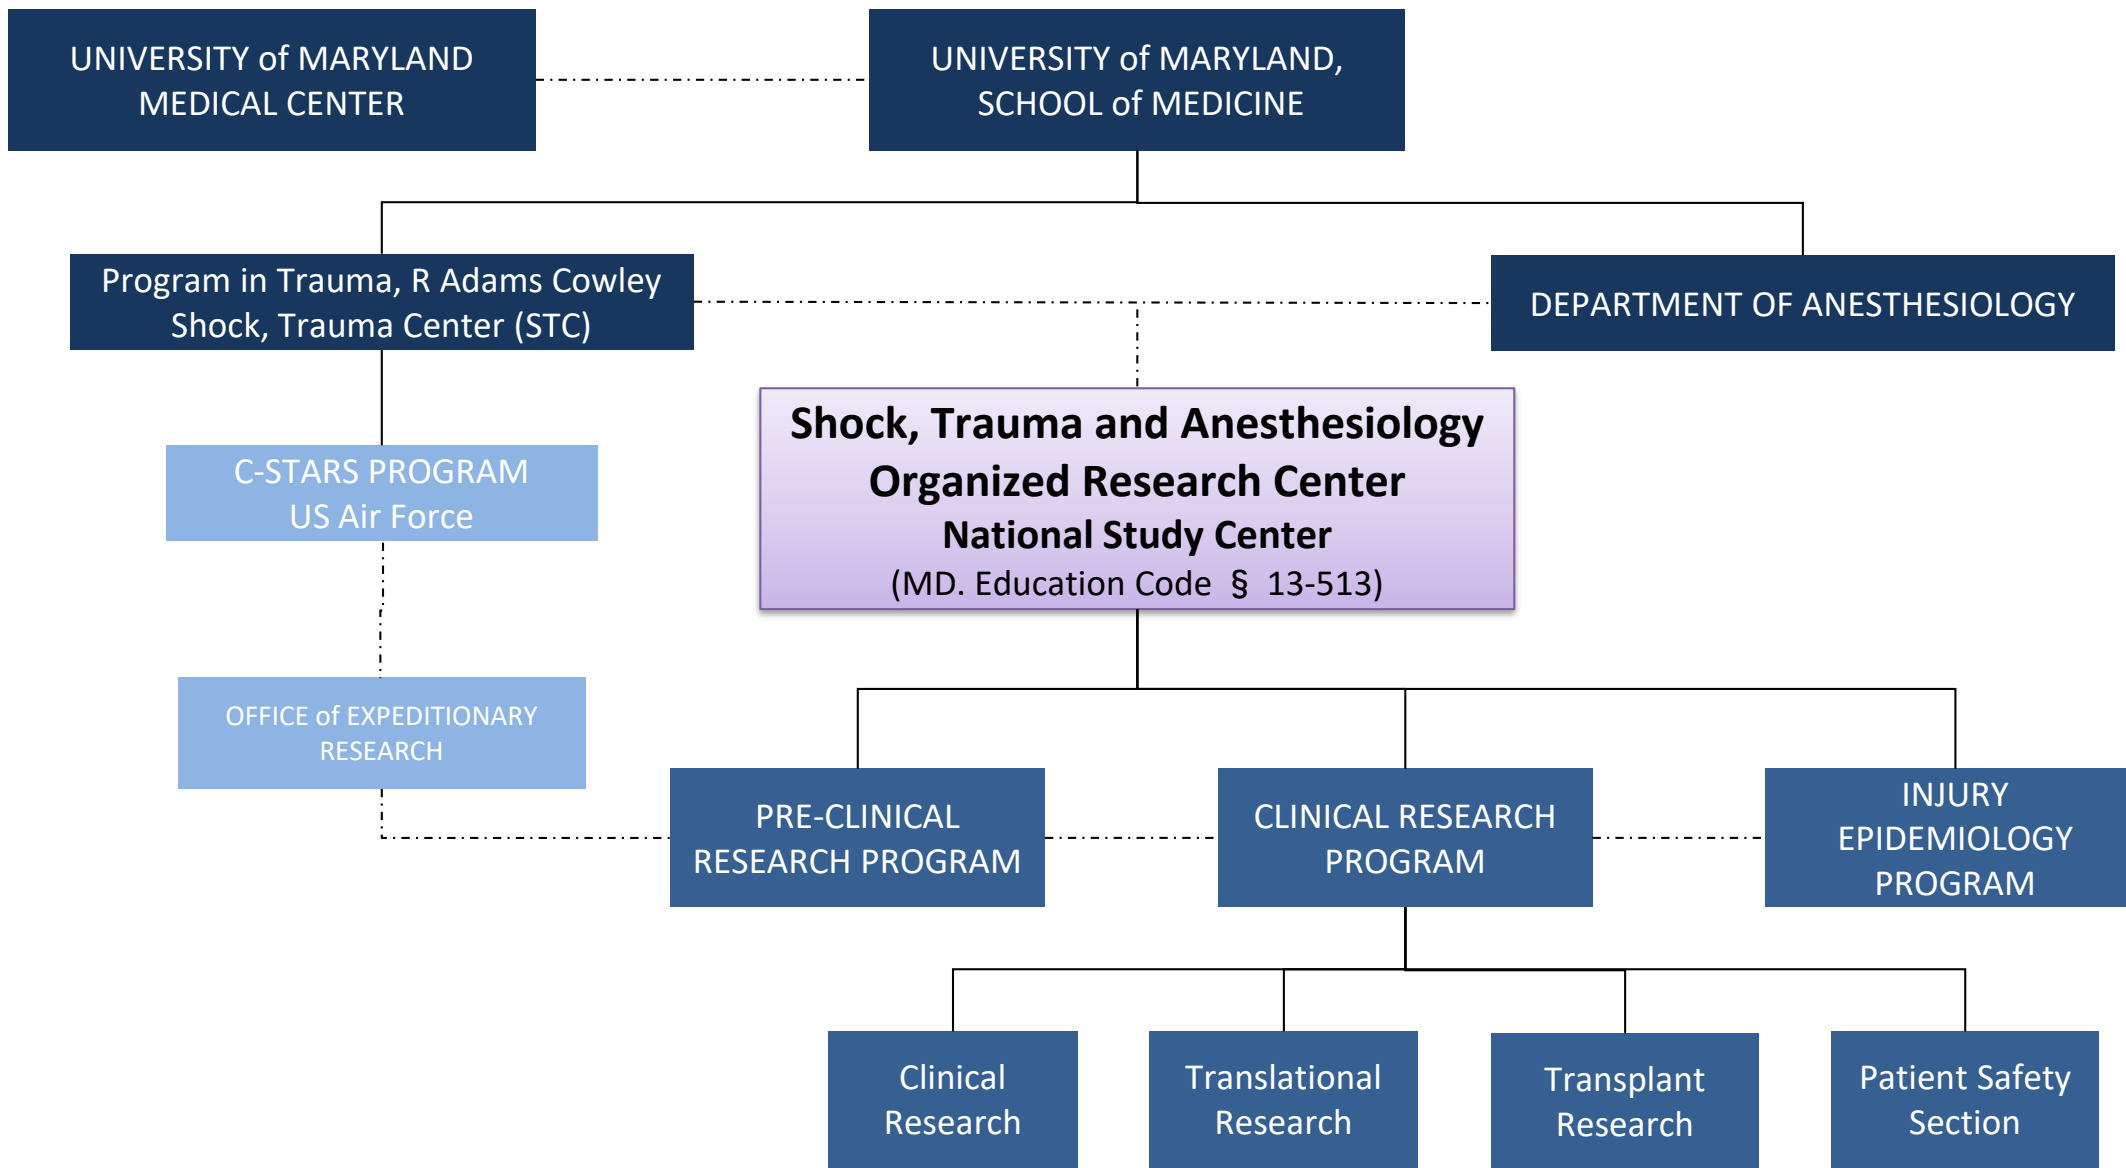 UNIVERSITY of MARYLAND
MEDICAL CENTER
UNIVERSITY of MARYLAND,
SCHOOL of MEDICINE
Program in Trauma, R Adams Cowley
Shock, Trauma Center (STC)
DEPARTMENT OF ANESTHESIOLOGY
C-STARS PROGRAM
US Air Force
Shock, Trauma and Anesthesiology
Organized Research Center
National Study Center
(MD. Education Code § 13-513)
OFFICE of EXPEDITIONARY
RESEARCH
PRE-CLINICAL
RESEARCH PROGRAM
CLINICAL RESEARCH
PROGRAM
INJURY
EPIDEMIOLOGY
PROGRAM
Clinical
Research
Translational
Research
Transplant
Research
Patient Safety
Section